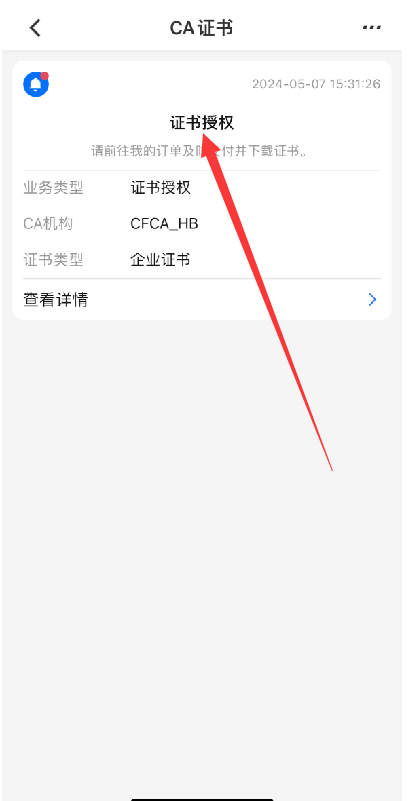 CA 证书
2024-05-07 15:31:26
证书授权
请前往我的订单及时支付并下载证书。
业务类型 证书授权
CA机构 CFCA_HB
证书类型 企业证书
查看详情